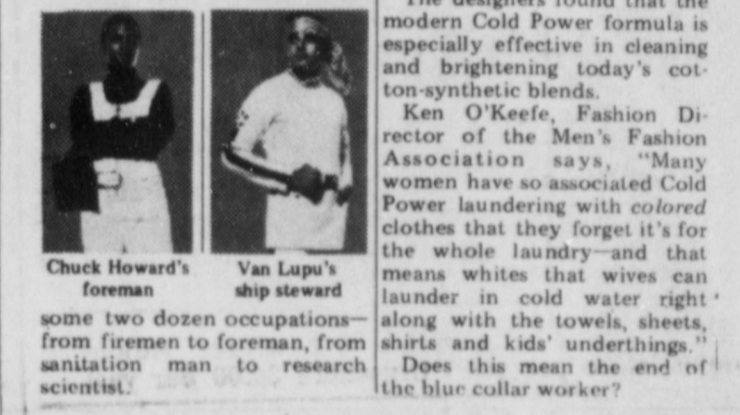 Chuck Howard's
foreman
Van Lupu's
ship steward
some two dozen occupations—
from firemen to foreman, from
sanitation man to research
scientist.
The designers found that the
modern Cold Power formula is
especially effective in cleaning
and brightening today's cot-
ton-synthetic blends.
Ken O'Keefe, Fashion Di-
rector of the Men's Fashion
Association says, "Many
women have so associated Cold
Power laundering with colored
clothes that they forget it's for
the whole laundry—and that
means whites that wives can
launder in cold water right
along with the towels, sheets,
shirts and kids' underthings."
Does this mean the end of
the blue collar worker?